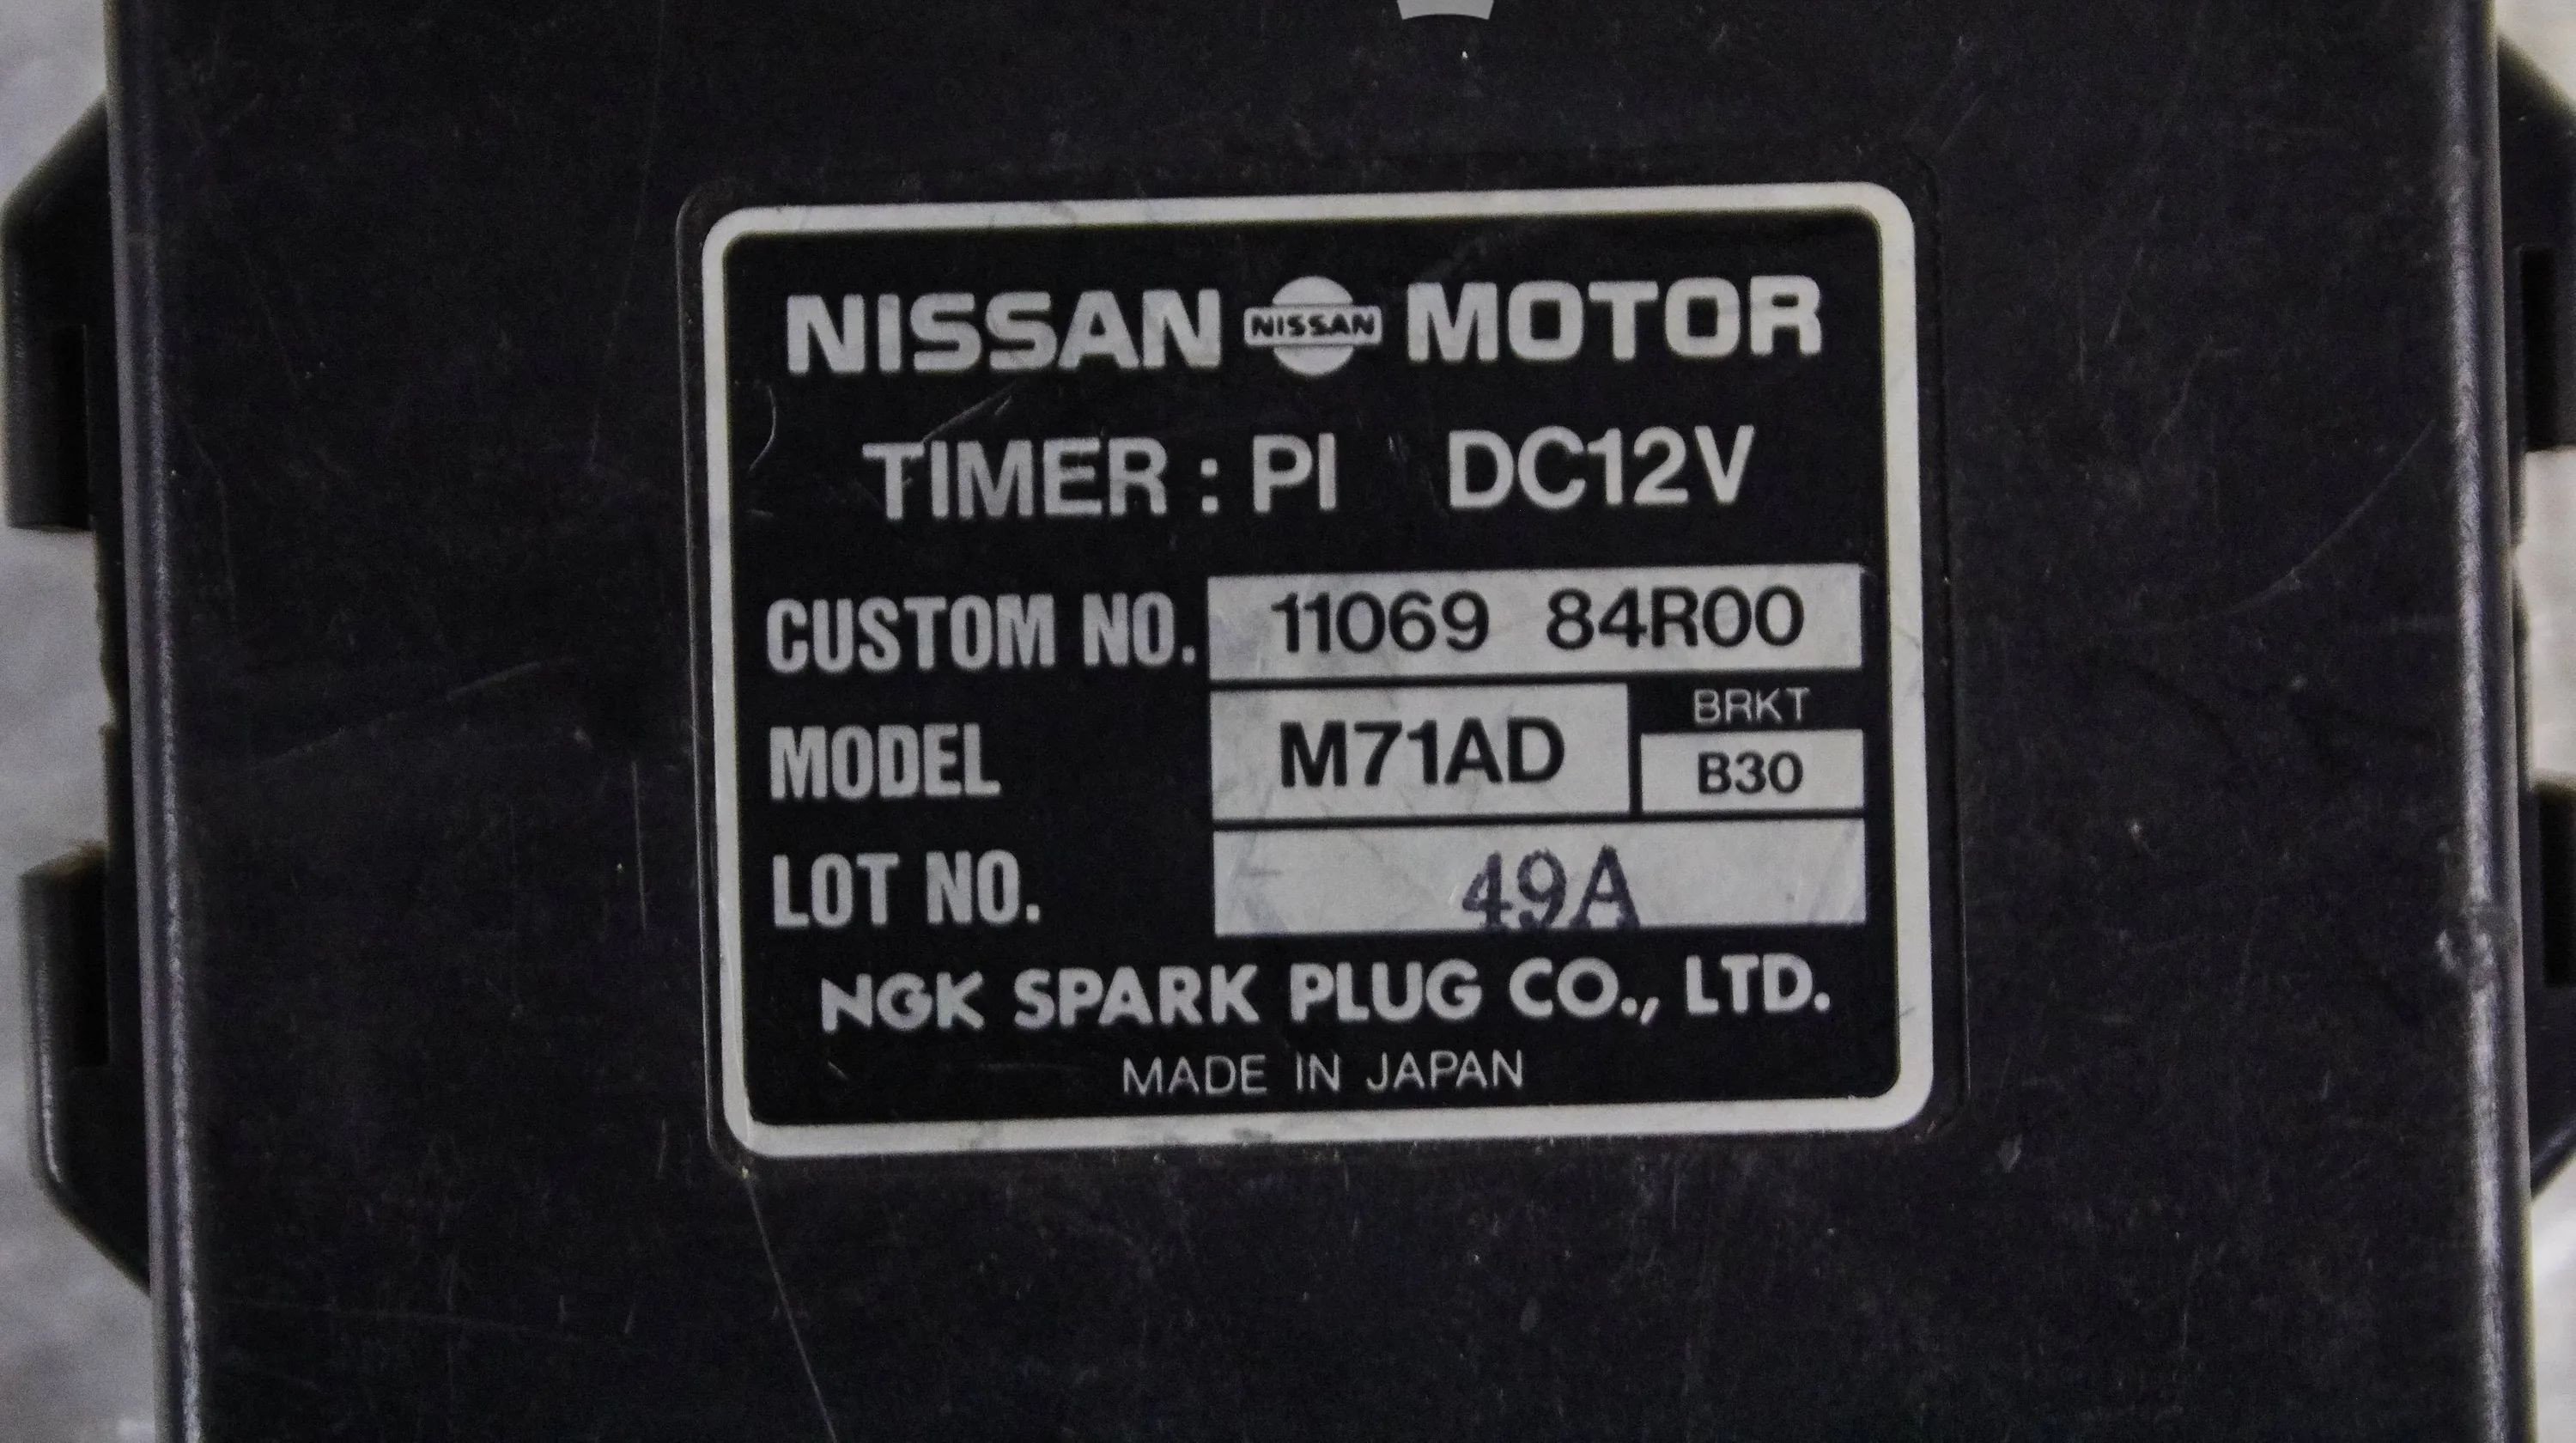 NISSAN NISSAN MOTOR
TIMER : PI DC12V
CUSTOM NO. 11069 84R00
BRKT
MODEL M71AD B30
LOT NO. 49A
NGK SPARK PLUG CO., LTD.
MADE IN JAPAN